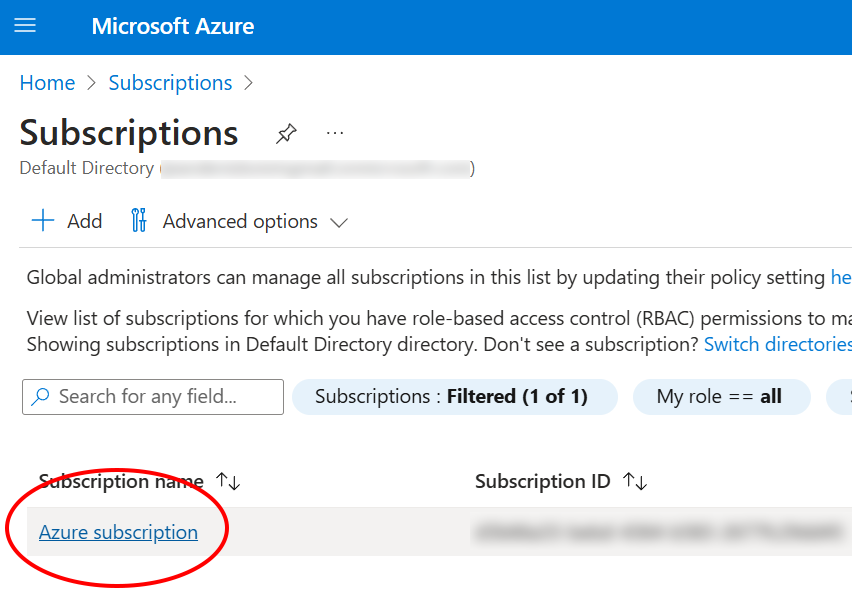 Microsoft Azure
Home > Subscriptions >
Subscriptions ...
Default Directory ( )
+ Add Advanced options
Global administrators can manage all subscriptions in this list by updating their policy setting he
View list of subscriptions for which you have role-based access control (RBAC) permissions to ma
Showing subscriptions in Default Directory directory. Don't see a subscription? Switch directories
Search for any field... Subscriptions : Filtered (1 of 1) My role == all
Subscription name ↑↓ Subscription ID ↑↓
Azure subscription